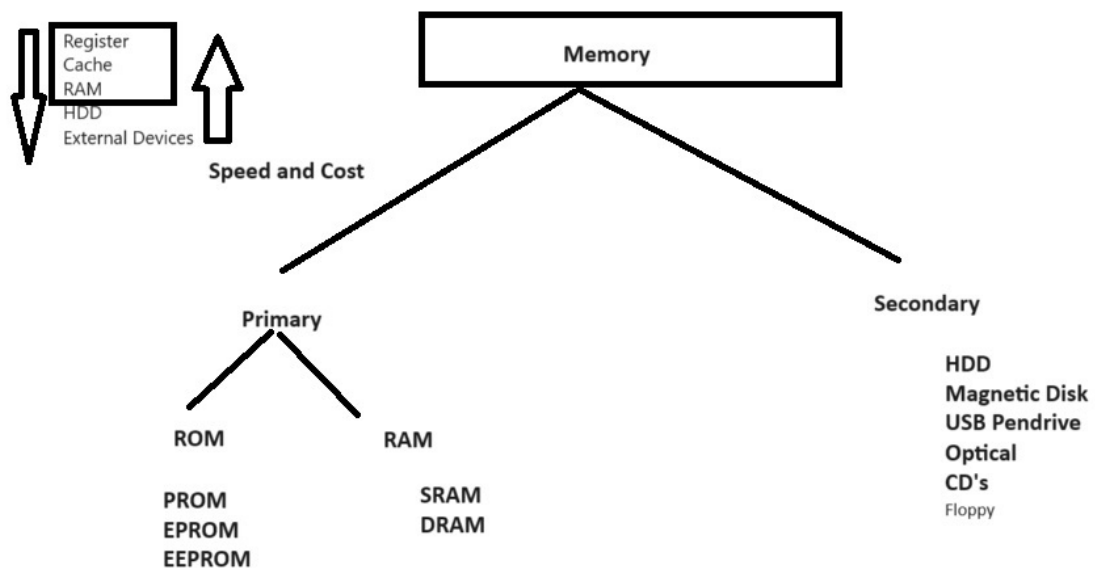 Register
Cache
RAM
HDD
External Devices
Memory
Speed and Cost
Primary
Secondary
ROM
RAM
PROM
EPROM
EEPROM
SRAM
DRAM
HDD
Magnetic Disk
USB Pendrive
Optical
CD's
Floppy